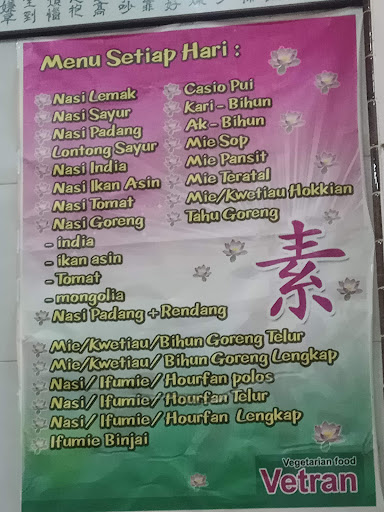 Menu Setiap Hari :
Nasi Lemak
Nasi Sayur
Nasi Padang
Lontong Sayur
Nasi India
Nasi Ikan Asin
Nasi Tomat
Nasi Goreng
- india
- ikan asin
- Tomat
- mongolia
Nasi Padang + Rendang
Casio Pui
Kari - Bihun
Ak - Bihun
Mie Sop
Mie Pansit
Mie Teratal
Mie/Kwetiau Hokkian
Tahu Goreng
素
Mie/Kwetiau/Bihun Goreng Telur
Mie/Kwetiau/ Bihun Goreng Lengkap
Nasi/ Ifumie/ Hourfan polos
Nasi/ Ifumie/ Hourfan Telur
Nasi/ Ifumie/ Hourfan Lengkap
Ifumie Binjai
Vegetarian food
Vetran